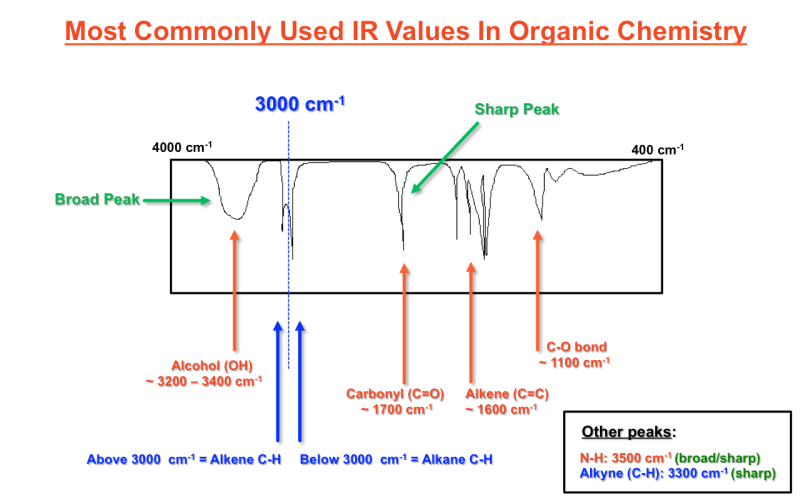 Most Commonly Used IR Values In Organic Chemistry
3000 cm⁻¹
Sharp Peak
4000 cm⁻¹
400 cm⁻¹
Broad Peak
C-O bond
~ 1100 cm⁻¹
Alcohol (OH)
~ 3200 – 3400 cm⁻¹
Carbonyl (C=O)
~ 1700 cm⁻¹
Alkene (C=C)
~ 1600 cm⁻¹
Above 3000 cm⁻¹ = Alkene C-H
Below 3000 cm⁻¹ = Alkane C-H
Other peaks:
N-H: 3500 cm⁻¹ (broad/sharp)
Alkyne (C-H): 3300 cm⁻¹ (sharp)